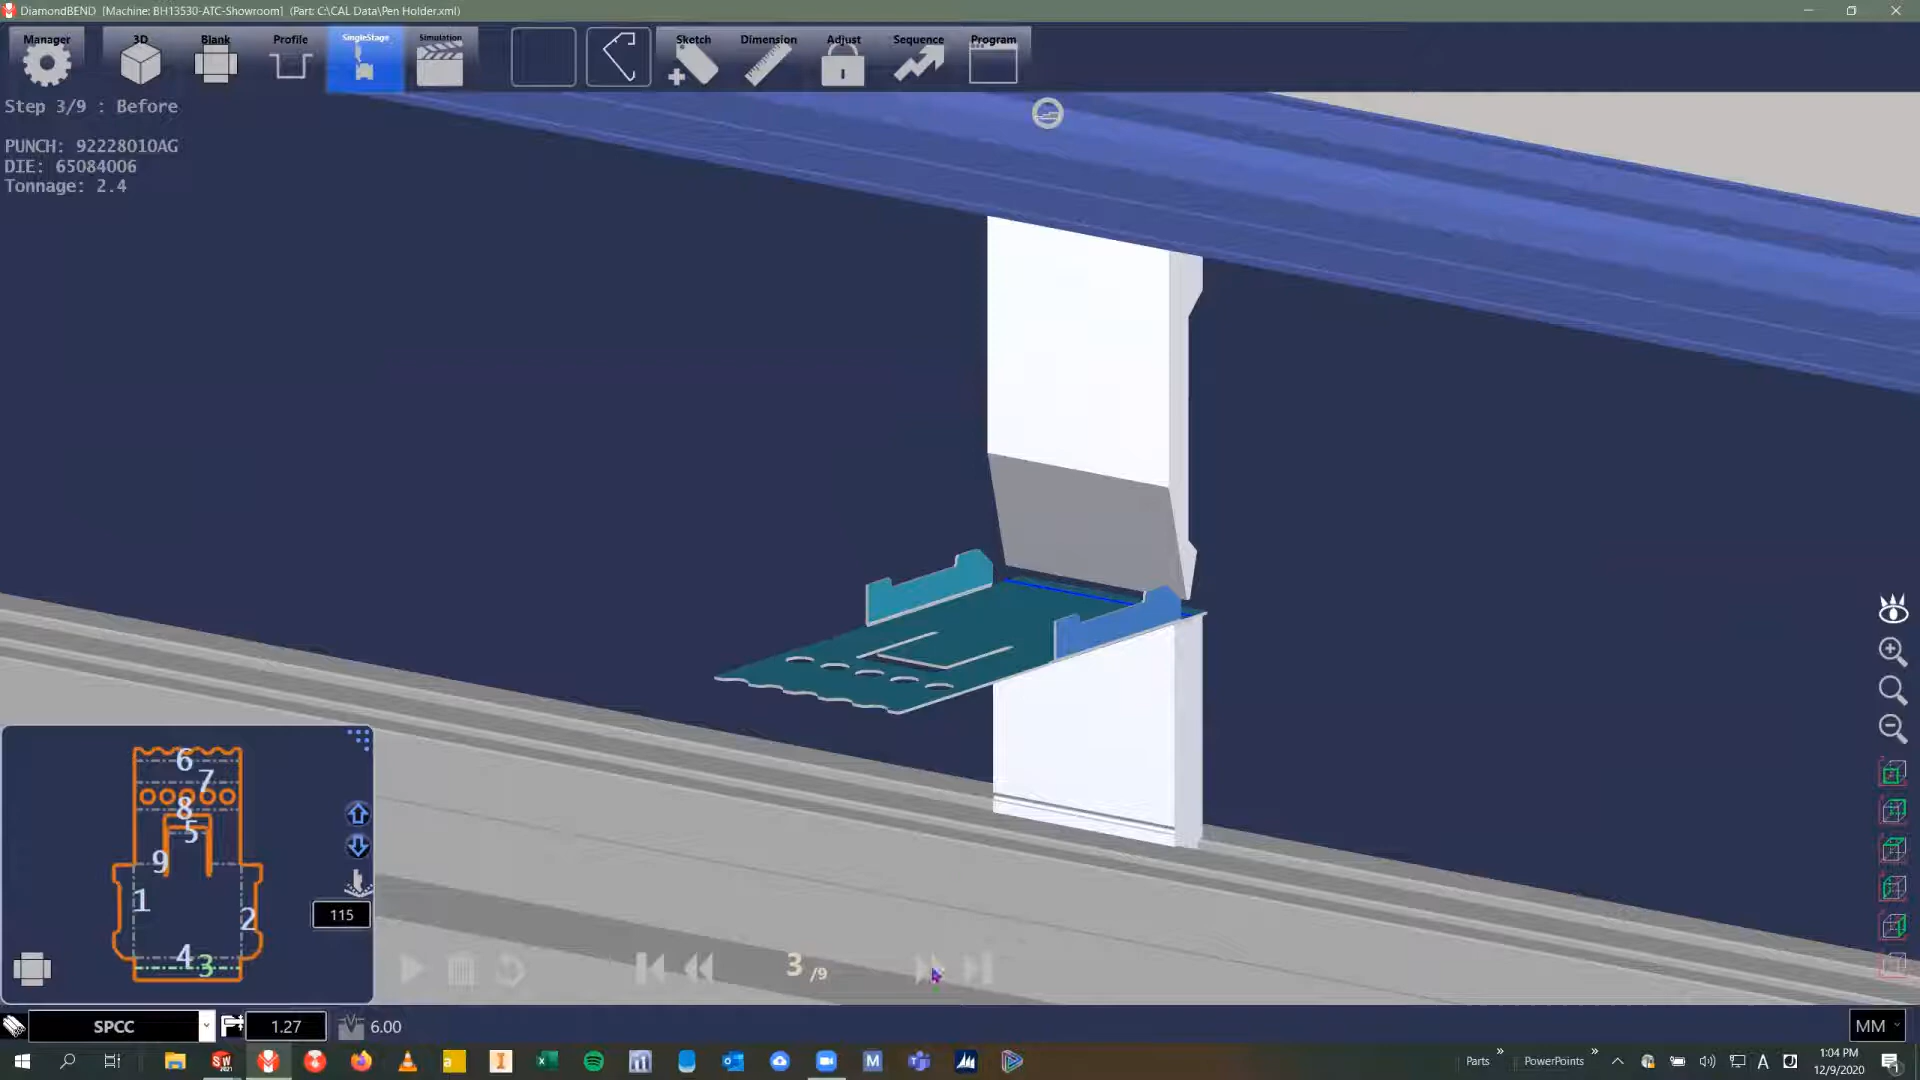 DiamondBEND [Machine: BH13530-ATC-Showroom] (Part: C:\CAL Data\Pen Holder.xml)
Manager 3D Blank Profile SingleStage Simulation Sketch Dimension Adjust Sequence Program
Step 3/9 : Before
PUNCH: 92228010AG
DIE: 65084006
Tonnage: 2.4
6
7
8
5
9
1
2
4 3
115
3 /9
SPCC 1.27 6.00 MM
Parts PowerPoints 1:04 PM
12/9/2020